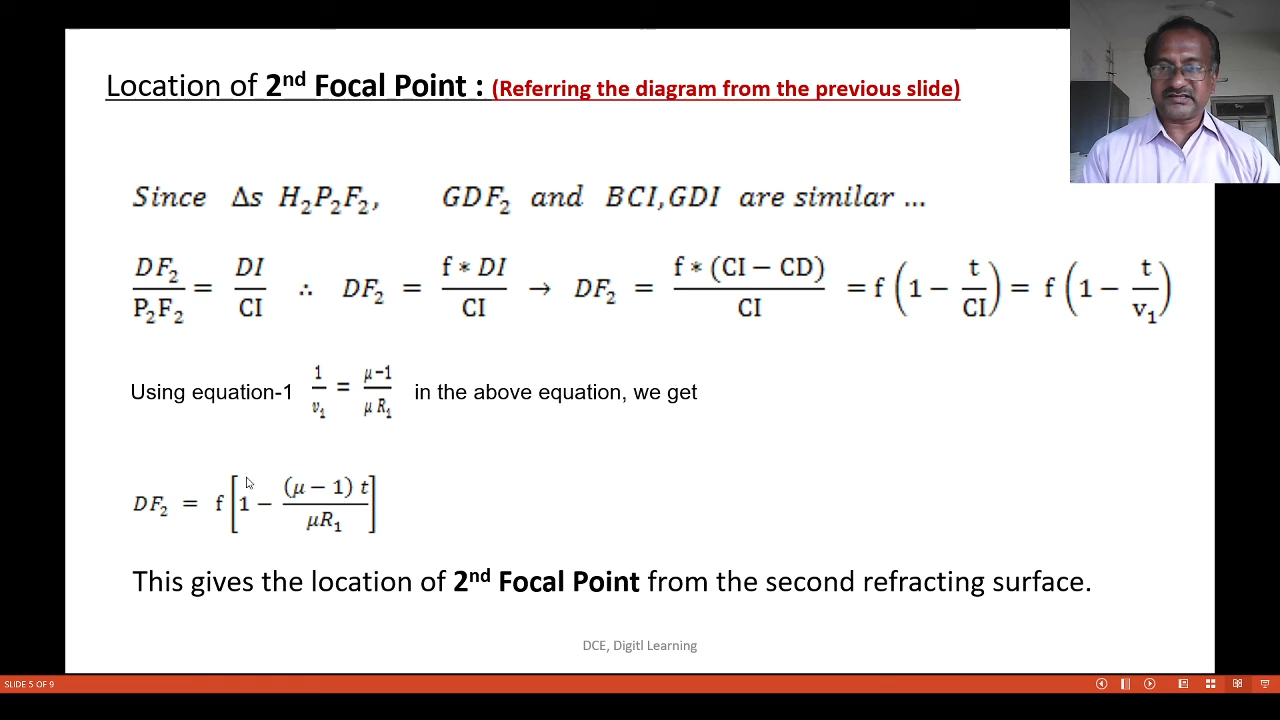 Location of 2nd Focal Point : (Referring the diagram from the previous slide)
Since Δs H₂P₂F₂, GDF₂ and BCI,GDI are similar ...
DF₂/P₂F₂ = DI/CI ∴ DF₂ = f * DI/CI → DF₂ = f * (CI − CD)/CI = f (1 − t/CI) = f (1 − t/v₁)
Using equation-1 1/v₁ = μ−1/μ R₁ in the above equation, we get
DF₂ = f [1 − (μ − 1) t/μR₁]
This gives the location of 2nd Focal Point from the second refracting surface.
DCE, Digitl Learning
SLIDE 5 OF 9